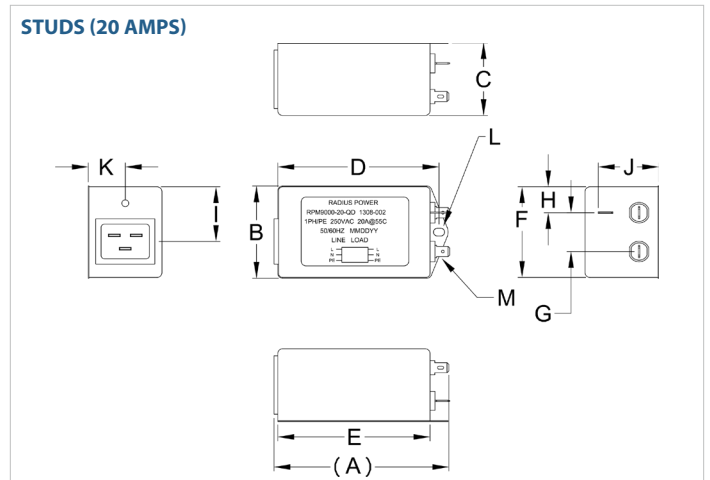 STUDS (20 AMPS)
C
L
K
D
J
I
B
H
F
RADIUS POWER
RPM9000-20-QD 1308-002
1PH/PE 250VAC 20A@55C
50/60HZ MMDDYY
LINE LOAD
L L
N N
PE PE
M
G
E
(A)